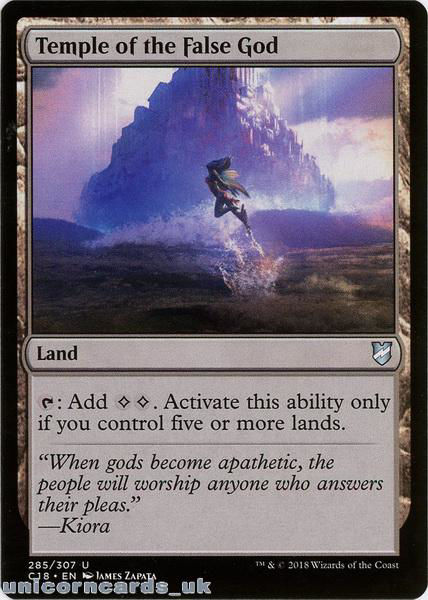 Temple of the False God
Land
: Add . Activate this ability only
if you control five or more lands.
“When gods become apathetic, the
people will worship anyone who answers
their pleas.”
—Kiora
285/307 U
C18 • EN James Zapata
™ & © 2018 Wizards of the Coast
unicorncards_uk